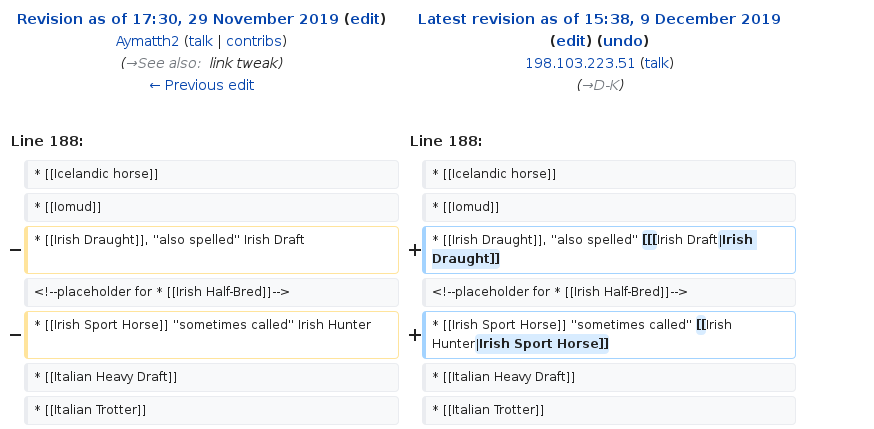 Revision as of 17:30, 29 November 2019 (edit)
Aymatth2 (talk | contribs)
(→See also: link tweak)
← Previous edit
Latest revision as of 15:38, 9 December 2019
(edit) (undo)
198.103.223.51 (talk)
(→D-K)
Line 188:
Line 188:
* [[Icelandic horse]]
* [[Icelandic horse]]
* [[Iomud]]
* [[Iomud]]
− * [[Irish Draught]], ''also spelled'' Irish Draft
+ * [[Irish Draught]], ''also spelled'' [[[Irish Draft|Irish
Draught]]
<!--placeholder for * [[Irish Half-Bred]]-->
<!--placeholder for * [[Irish Half-Bred]]-->
− * [[Irish Sport Horse]] ''sometimes called'' Irish Hunter
+ * [[Irish Sport Horse]] ''sometimes called'' [[Irish
Hunter|Irish Sport Horse]]
* [[Italian Heavy Draft]]
* [[Italian Heavy Draft]]
* [[Italian Trotter]]
* [[Italian Trotter]]